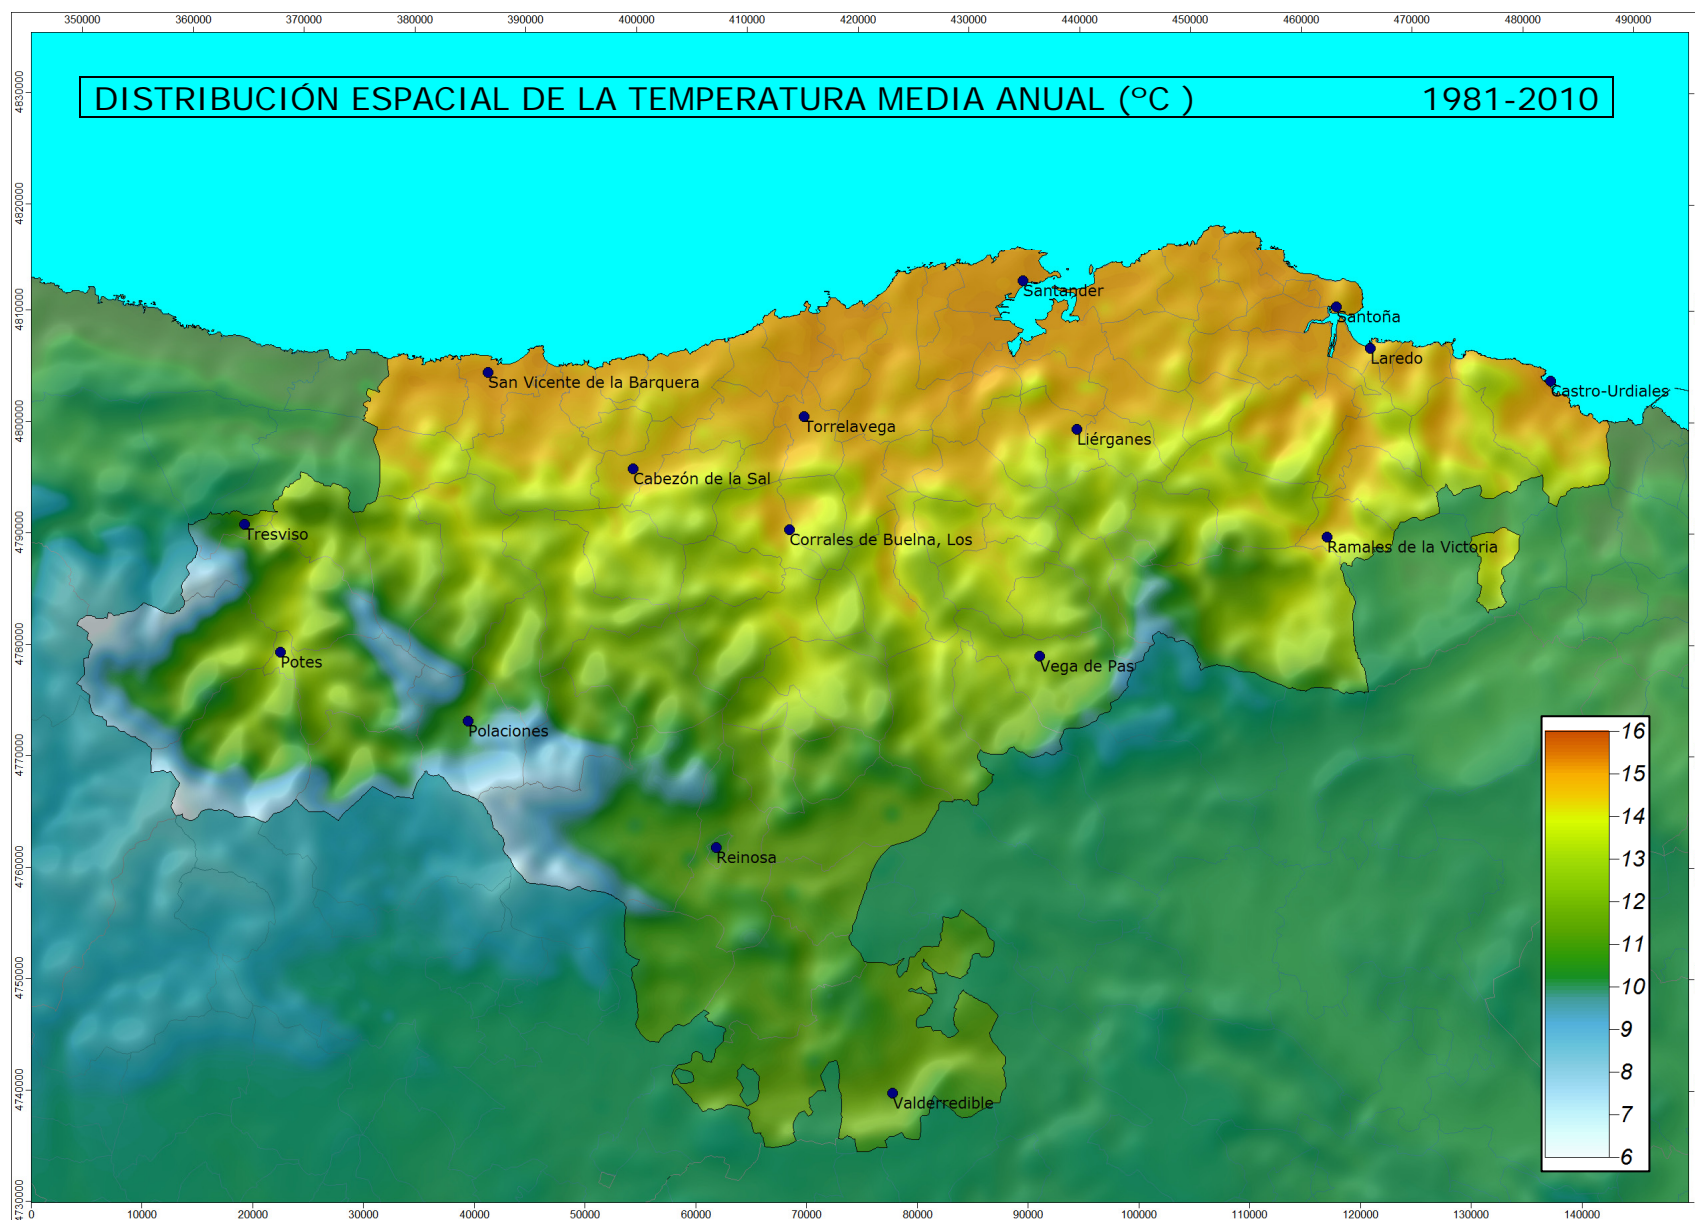 350000 360000 370000 380000 390000 400000 410000 420000 430000 440000 450000 460000 470000 480000 490000
DISTRIBUCIÓN ESPACIAL DE LA TEMPERATURA MEDIA ANUAL (ºC ) 1981-2010
4830000
4820000
4810000
4800000
4790000
4780000
4770000
4760000
4750000
4740000
4730000
Santander
Santoña
Laredo
San Vicente de la Barquera
Castro-Urdiales
Torrelavega
Liérganes
Cabezón de la Sal
Tresviso
Corrales de Buelna, Los
Ramales de la Victoria
Potes
Vega de Pas
Polaciones
Reinosa
Valderredible
16
15
14
13
12
11
10
9
8
7
6
0 10000 20000 30000 40000 50000 60000 70000 80000 90000 100000 110000 120000 130000 140000